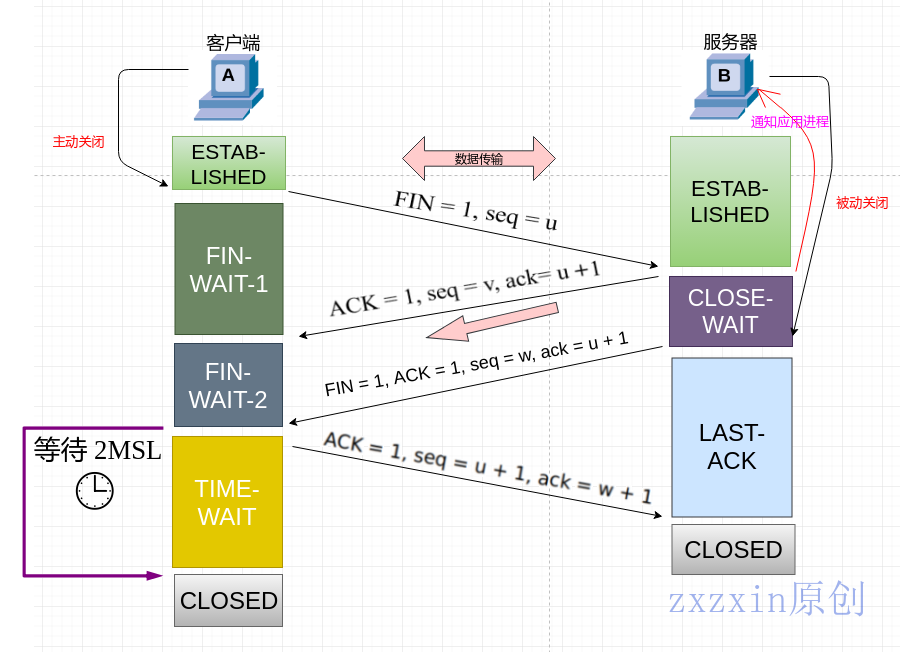 客户端
服务器
A
B
主动关闭
数据传输
通知应用进程
被动关闭
ESTAB-
LISHED
ESTAB-
LISHED
FIN = 1, seq = u
FIN-
WAIT-1
ACK = 1, seq = v, ack= u +1
CLOSE-
WAIT
FIN-
WAIT-2
FIN = 1, ACK = 1, seq = w, ack = u + 1
等待 2MSL
TIME-
WAIT
ACK = 1, seq = u + 1, ack = w + 1
LAST-
ACK
CLOSED
CLOSED
zxzxin原创